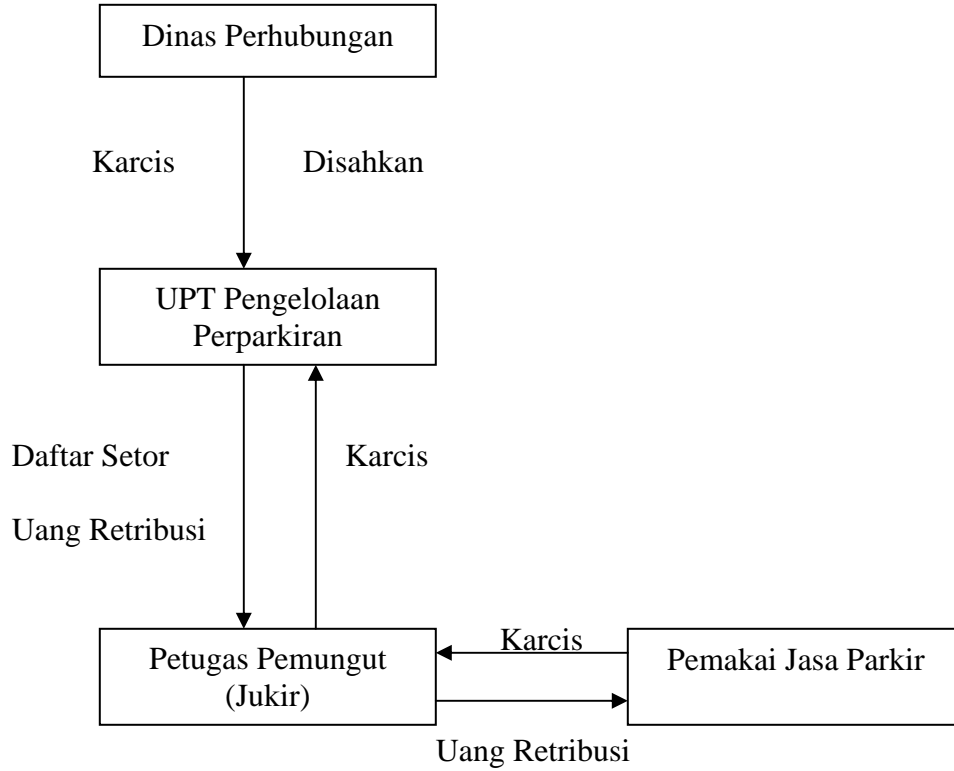 Dinas Perhubungan
Karcis Disahkan
UPT Pengelolaan
Perparkiran
Daftar Setor Karcis
Uang Retribusi
Petugas Pemungut
(Jukir)
Karcis
Pemakai Jasa Parkir
Uang Retribusi